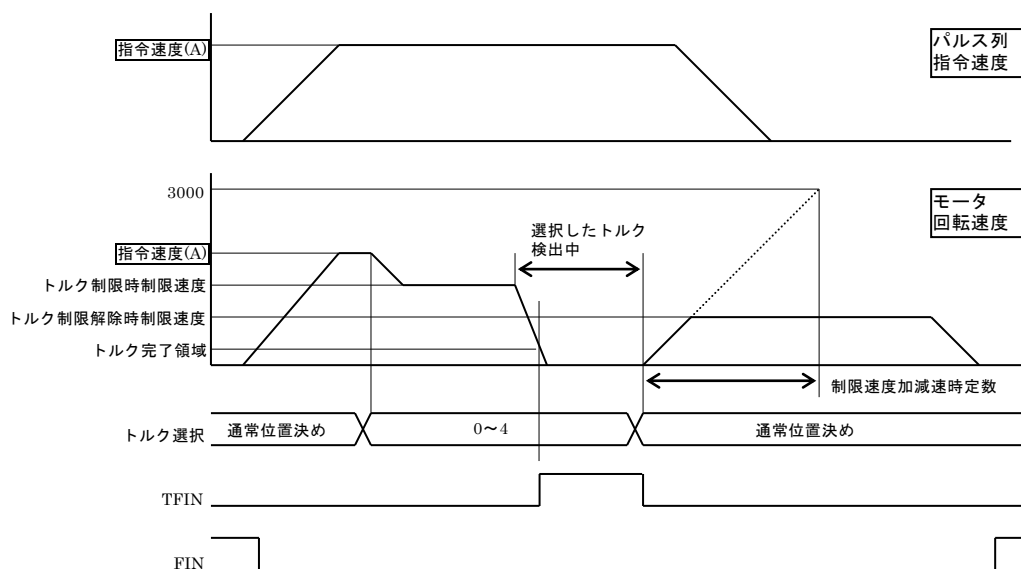 指令速度(A)
パルス列
指令速度
3000
モータ
回転速度
選択したトルク
検出中
指令速度(A)
トルク制限時制限速度
トルク制限解除時制限速度
トルク完了領域
制限速度加減速時定数
トルク選択
通常位置決め
0～4
通常位置決め
TFIN
FIN